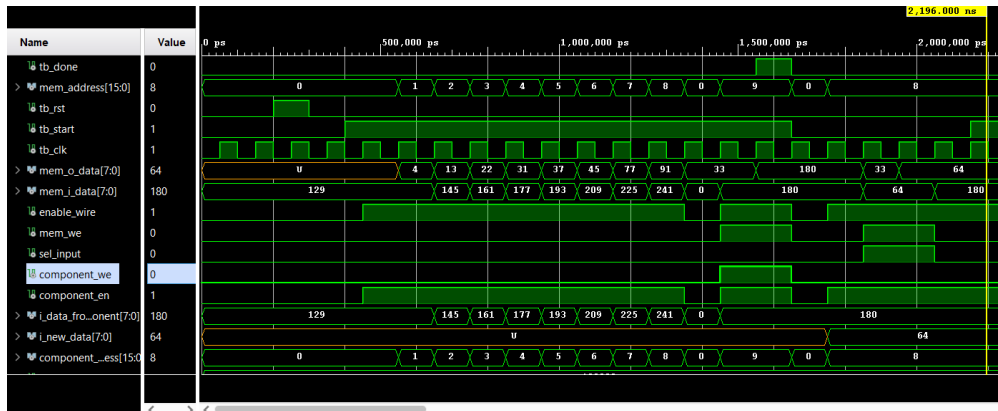 2,196.000 ns
Name Value 0 ps 500,000 ps 1,000,000 ps 1,500,000 ps 2,000,000 ps
tb_done 0
mem_address[15:0] 8 0 1 2 3 4 5 6 7 8 9 0 8
tb_rst 0
tb_start 1
tb_clk 1
mem_o_data[7:0] 64 U 4 13 22 31 37 45 77 91 33 180 33 64
mem_i_data[7:0] 180 129 145 161 177 193 209 225 241 0 180 64 180
enable_wire 1
mem_we 0
sel_input 0
component_we 0
component_en 1
i_data_fro...onent[7:0] 180 129 145 161 177 193 209 225 241 0 180
i_new_data[7:0] 64 U 64
component_...ess[15:0 8 0 1 2 3 4 5 6 7 8 0 9 0 8